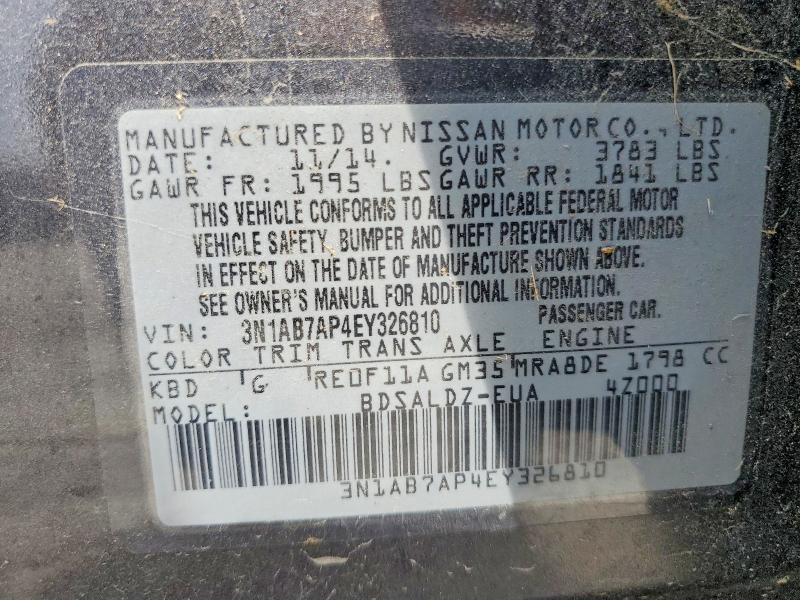 MANUFACTURED BY NISSAN MOTOR CO., LTD.
DATE: 11/14. GVWR: 3783 LBS
GAWR FR: 1995 LBS GAWR RR: 1841 LBS
THIS VEHICLE CONFORMS TO ALL APPLICABLE FEDERAL MOTOR
VEHICLE SAFETY, BUMPER AND THEFT PREVENTION STANDARDS
IN EFFECT ON THE DATE OF MANUFACTURE SHOWN ABOVE.
SEE OWNER'S MANUAL FOR ADDITIONAL INFORMATION.
VIN: 3N1AB7AP4EY326810 PASSENGER CAR.
COLOR TRIM TRANS AXLE ENGINE
KBD G RE0F11A GM35 MRA8DE 1798 CC
MODEL: BDSALDZ-EUA 4Z000
3N1AB7AP4EY326810